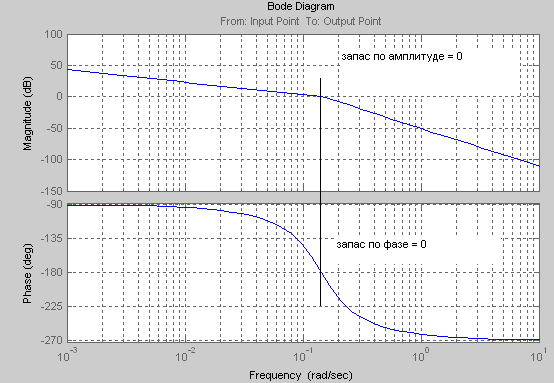 Bode Diagram
From: Input Point  To: Output Point
Magnitude (dB)
100
50
0
-50
-100
-150
запас по амплитуде = 0
Phase (deg)
-90
-135
-180
-225
-270
запас по фазе = 0
10^-3
10^-2
10^-1
10^0
10^1
Frequency (rad/sec)